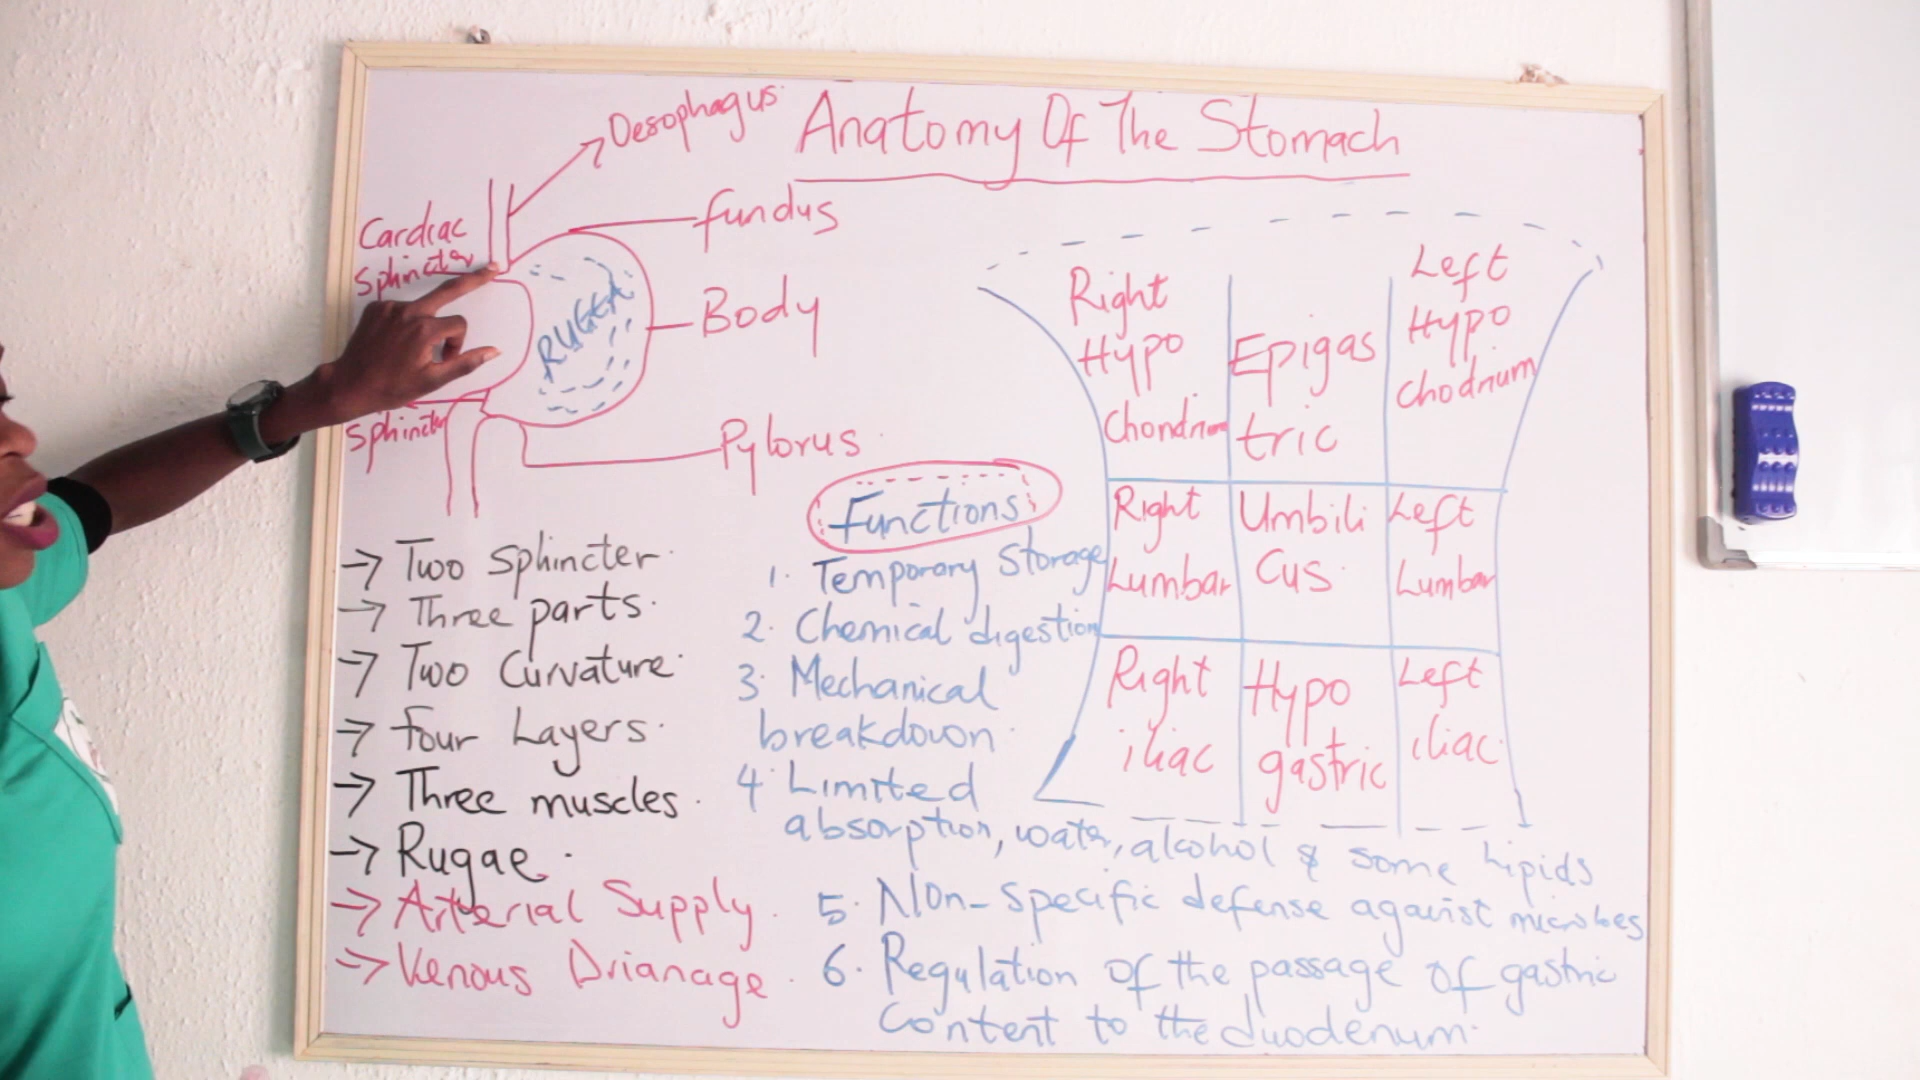 Anatomy Of The Stomach
Oesophagus
Cardiac
Sphincter
fundus
RUGEA
Body
Sphincter
Pylorus
→ Two Sphincter.
→ Three parts.
→ Two Curvature.
→ four Layers.
→ Three muscles.
→ Rugae.
→ Arterial Supply.
→ Venous Drianage.
Functions
1. Temporary Storage
2. Chemical digestion
3. Mechanical
breakdown.
4. Limited
absorption, water, alcohol & some Lipids
5. Non-specific defense against microbes
6. Regulation of the passage of gastric
Content to the duodenum.
Right
Hypo
Chondrium
Epigas
tric
Left
Hypo
chodrium
Right
Lumbar
Umbili
Cus.
Left
Lumbar
Right
iliac
Hypo
gastric
Left
iliac.